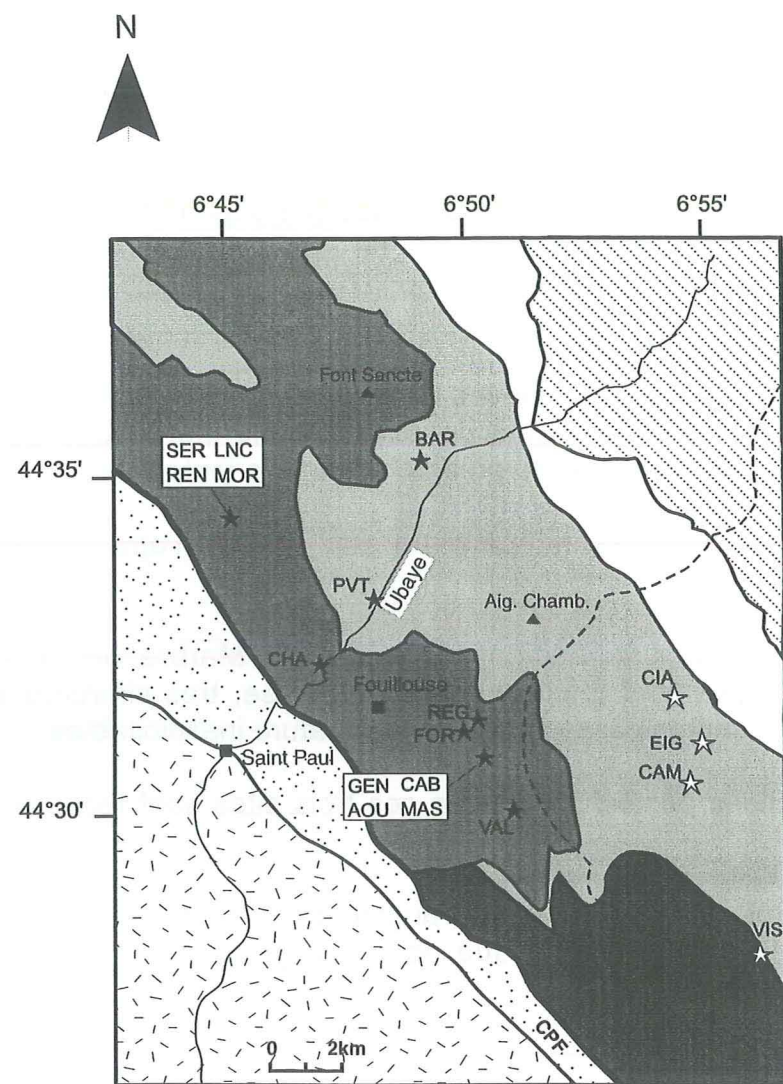 N
6°45'
6°50'
6°55'
Font Sancte
BAR
SER LNC
REN MOR
44°35'
PVT
Ubaye
Aig. Chamb.
CHA
Fouillouse
CIA
REG
FOR
EIG
Saint Paul
CAM
GEN CAB
AOU MAS
44°30'
VAL
VIS
CPF
0 2km